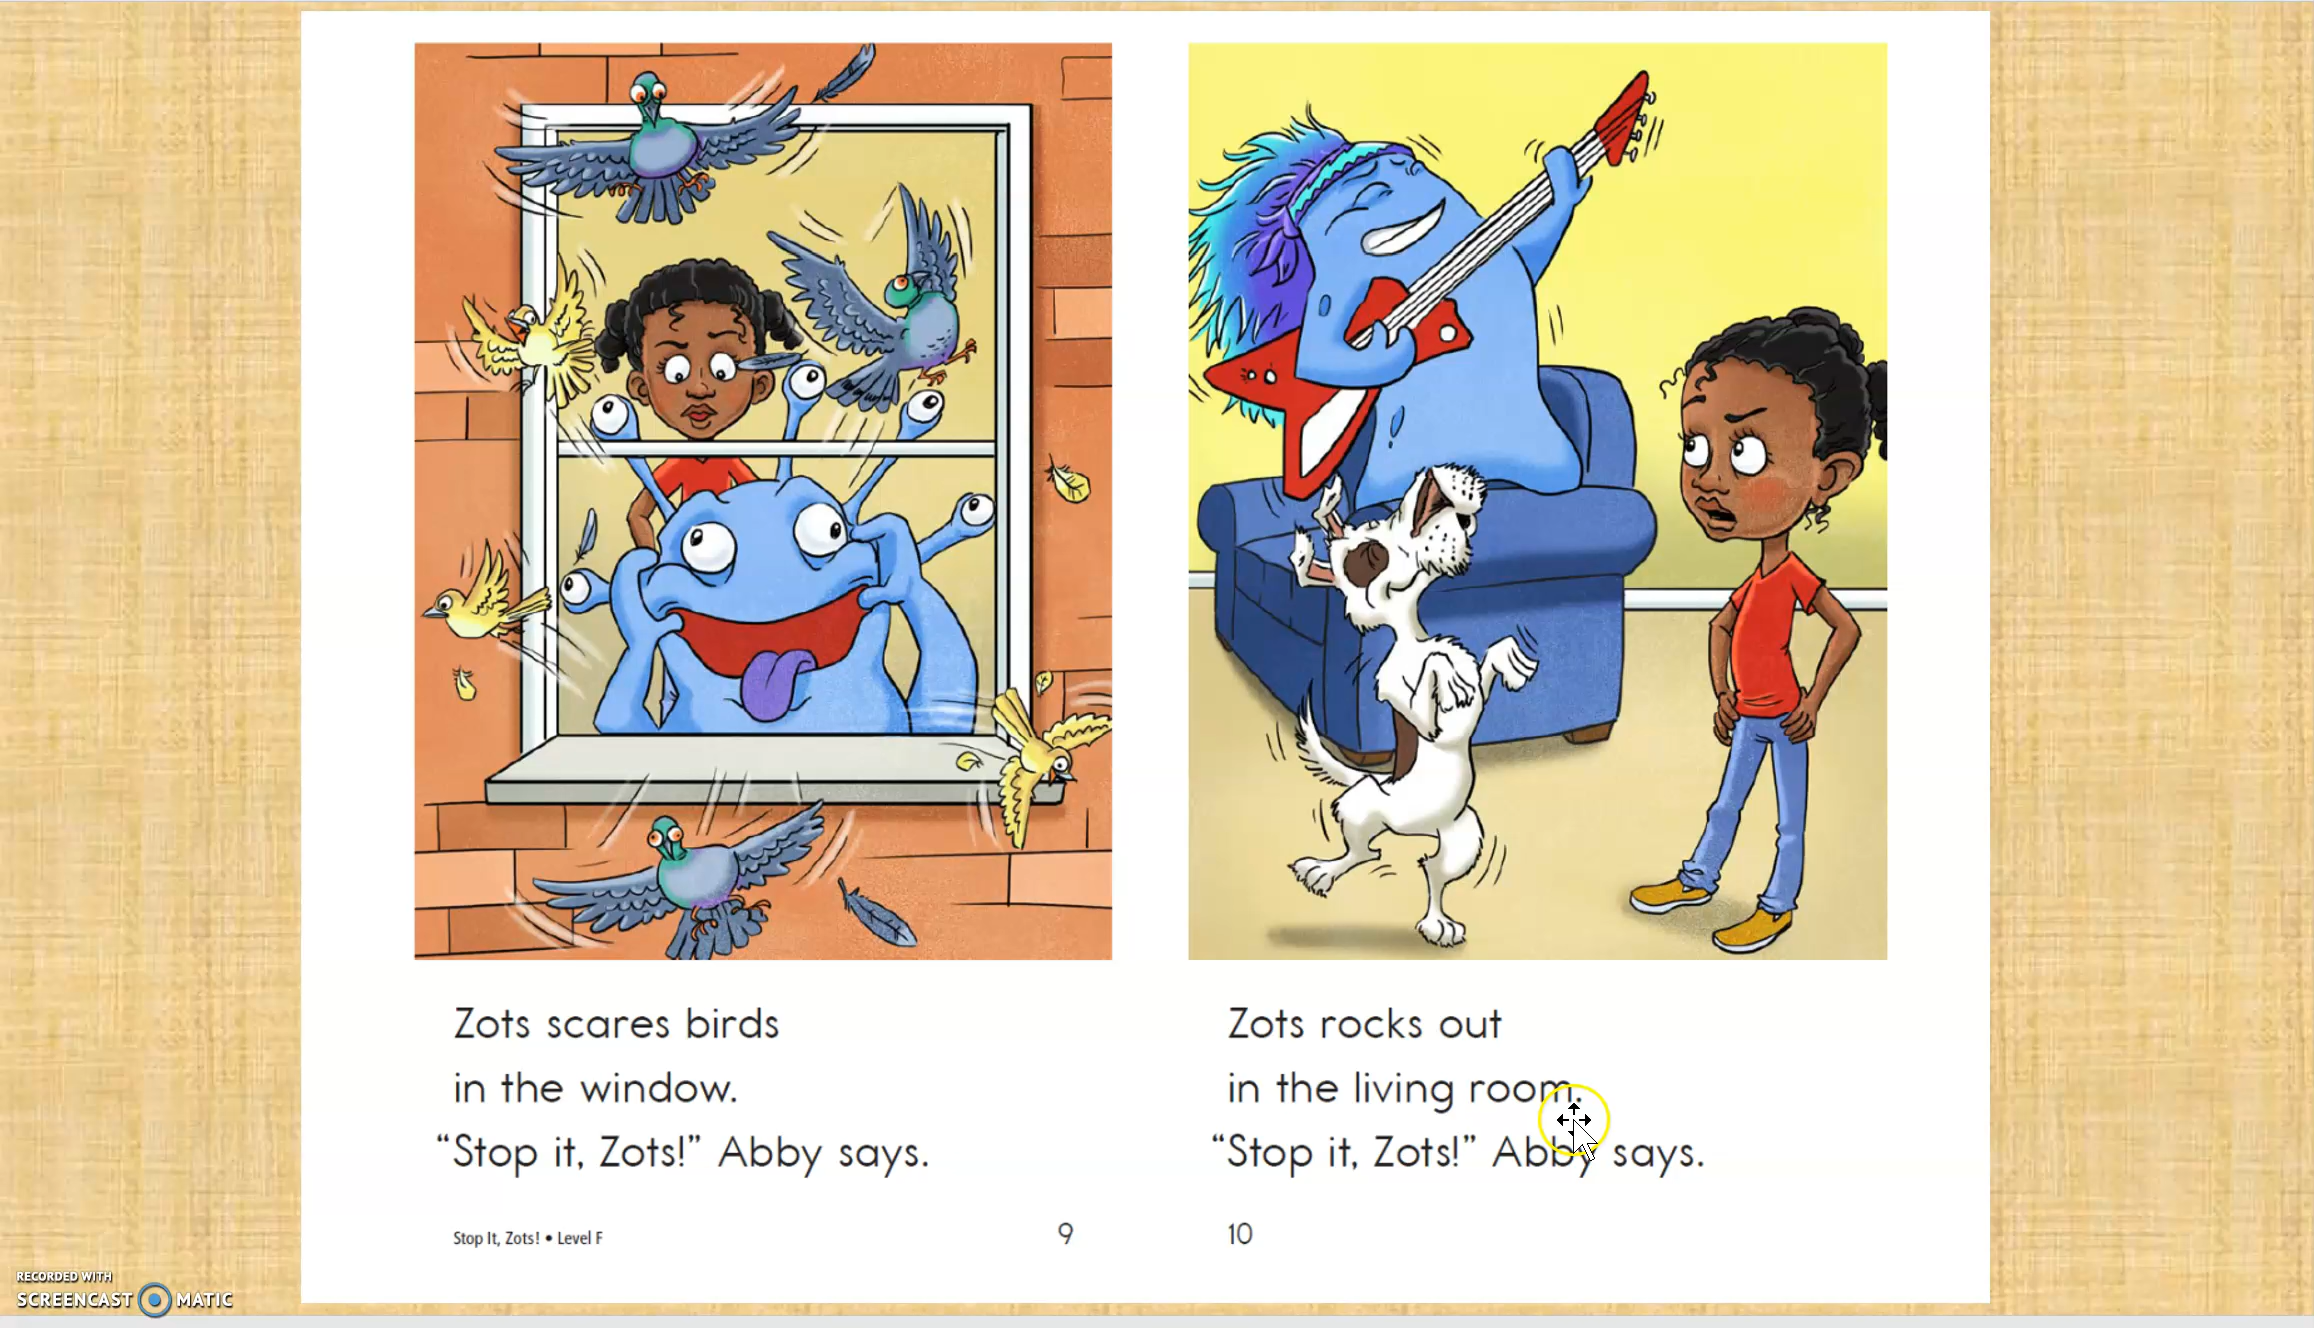 Zots scares birds
in the window.
“Stop it, Zots!” Abby says.
Stop It, Zots! • Level F
9
Zots rocks out
in the living room.
“Stop it, Zots!” Abby says.
10
RECORDED WITH
SCREENCAST MATIC